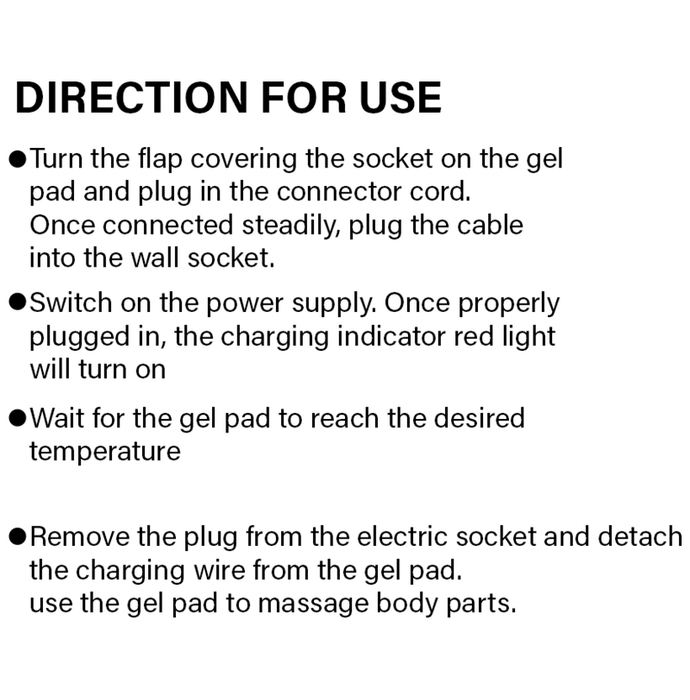 DIRECTION FOR USE
●Turn the flap covering the socket on the gel
pad and plug in the connector cord.
Once connected steadily, plug the cable
into the wall socket.
●Switch on the power supply. Once properly
plugged in, the charging indicator red light
will turn on
●Wait for the gel pad to reach the desired
temperature
●Remove the plug from the electric socket and detach
the charging wire from the gel pad.
use the gel pad to massage body parts.